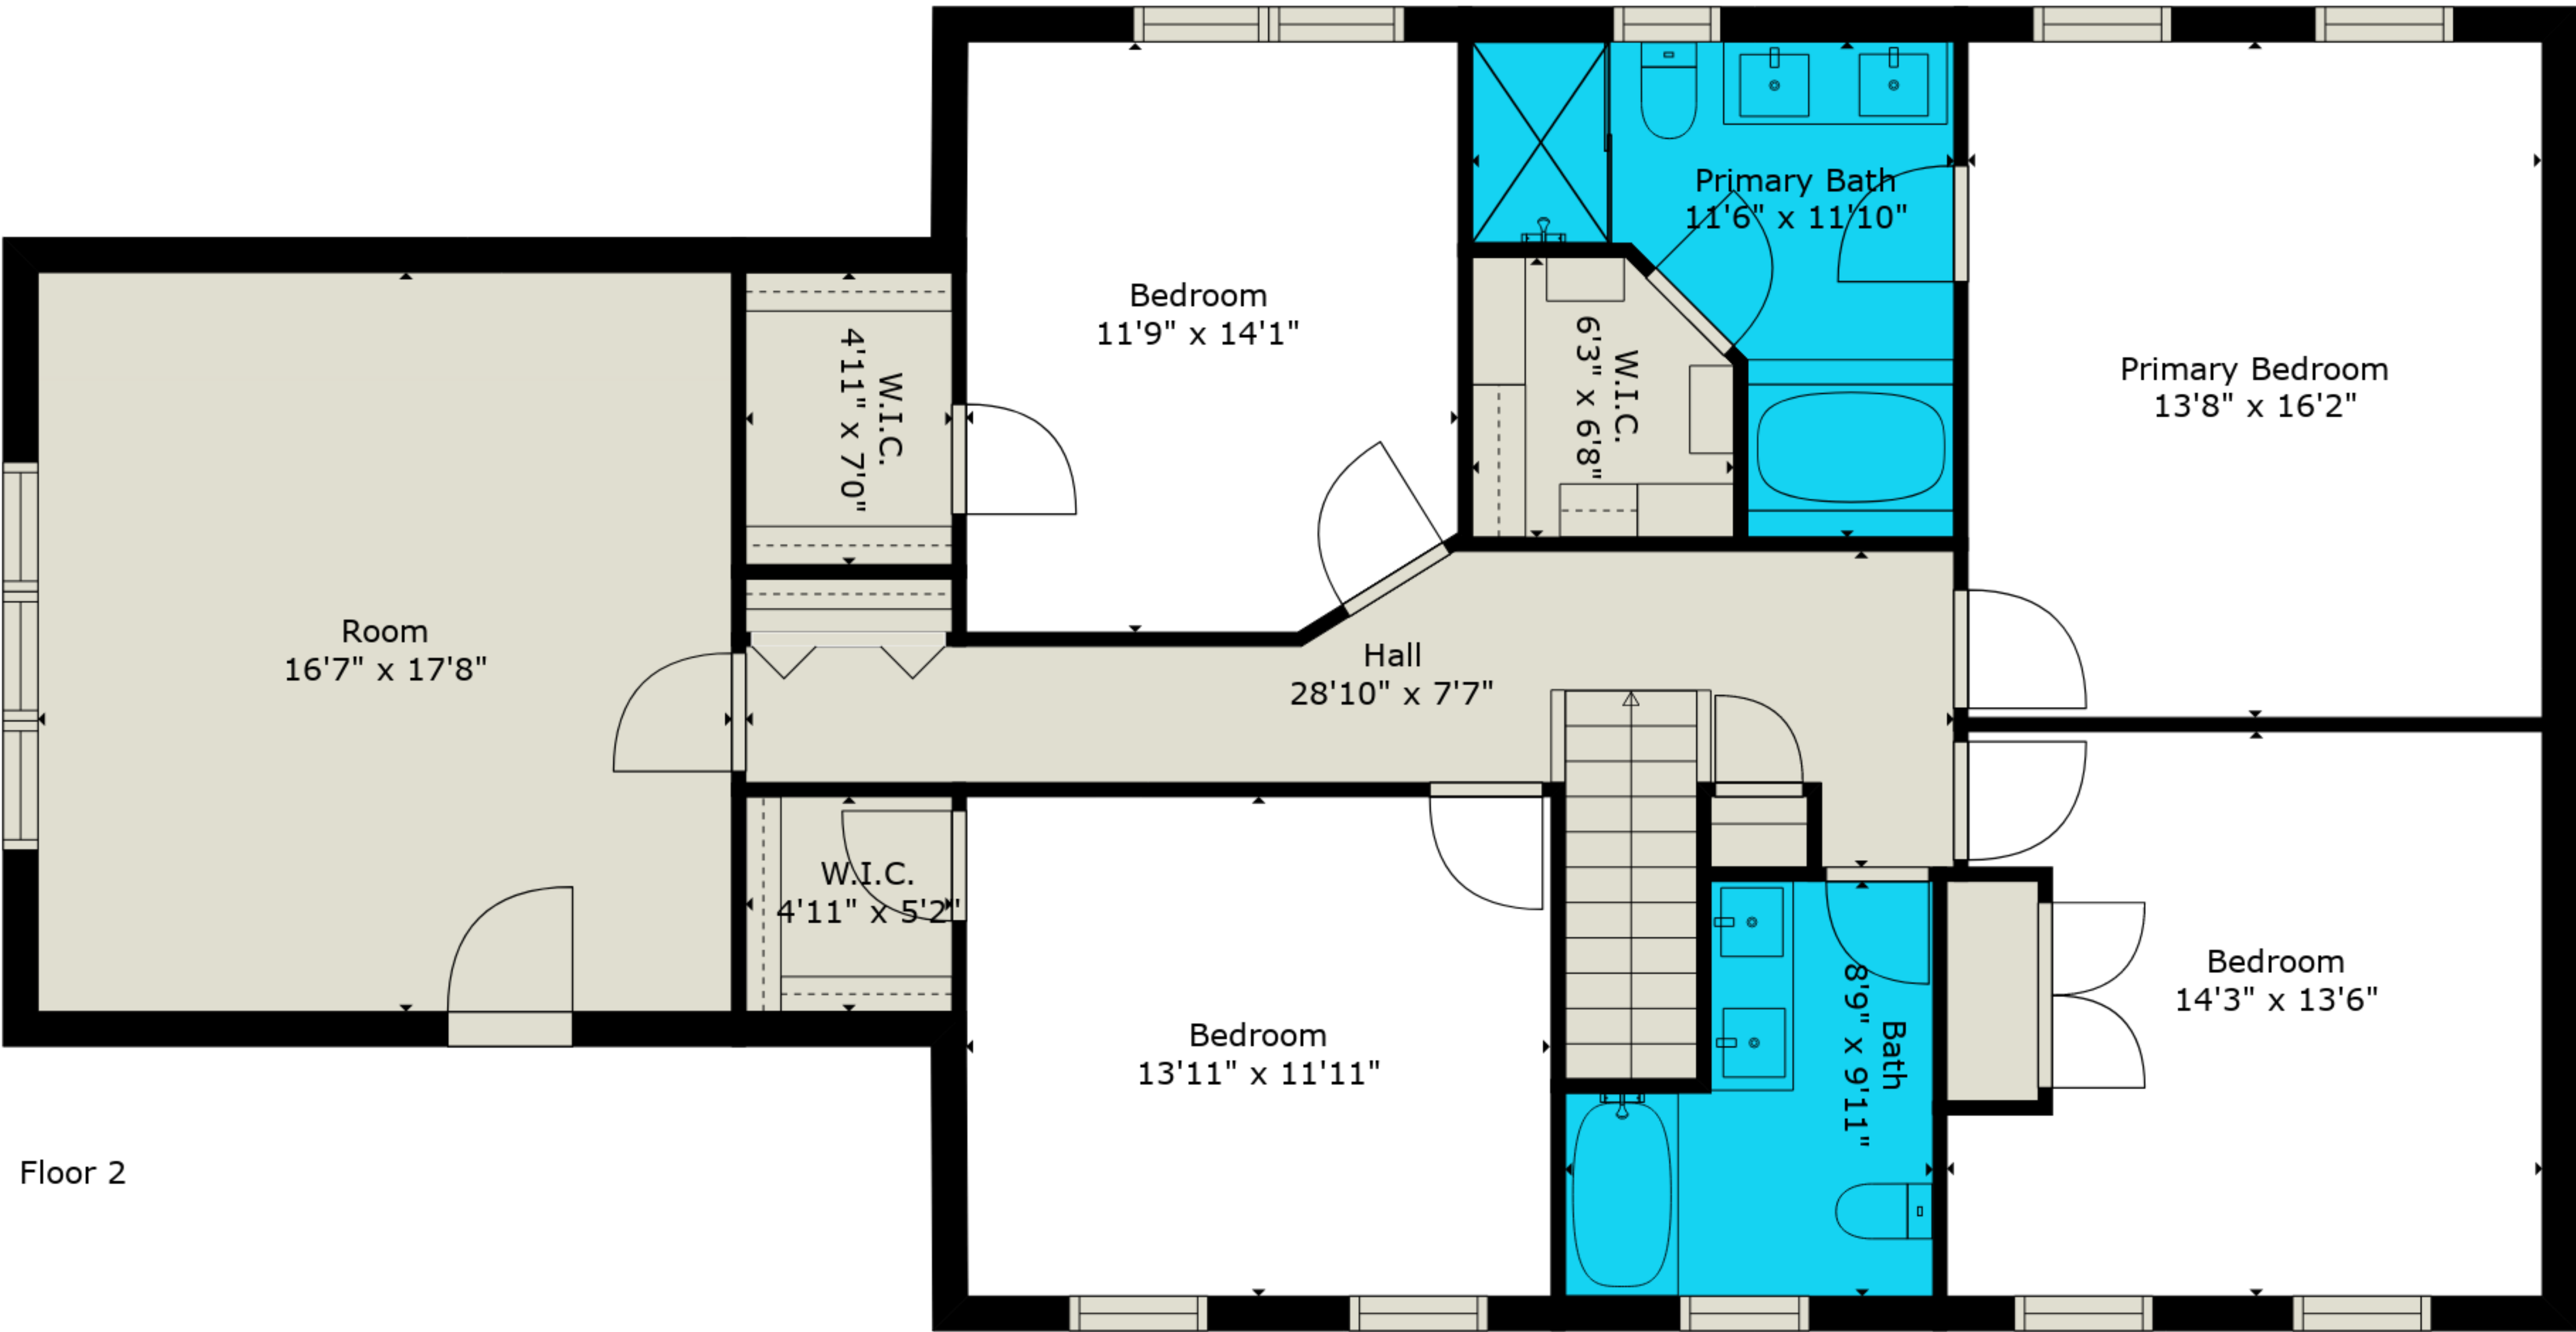 Primary Bath
11'6" x 11'10"
Bedroom
11'9" x 14'1"
W.I.C.
4'11" x 7'0"
W.I.C.
6'3" x 6'8"
Primary Bedroom
13'8" x 16'2"
Room
16'7" x 17'8"
Hall
28'10" x 7'7"
W.I.C.
4'11" x 5'2"
Bedroom
13'11" x 11'11"
Bath
8'9" x 9'11"
Bedroom
14'3" x 13'6"
Floor 2